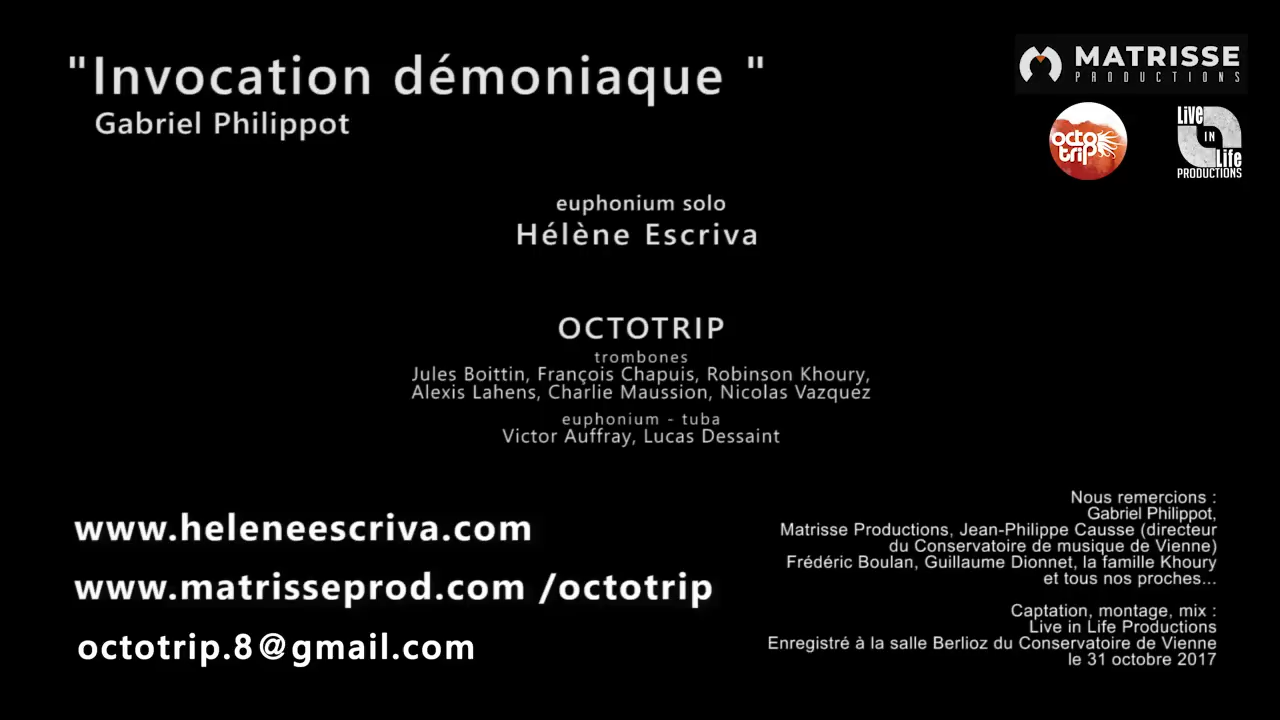 "Invocation démoniaque "
Gabriel Philippot
MATRISSE
PRODUCTIONS
octo
trip
Live
IN
Life
PRODUCTIONS
euphonium solo
Hélène Escriva
OCTOTRIP
trombones
Jules Boittin, François Chapuis, Robinson Khoury,
Alexis Lahens, Charlie Maussion, Nicolas Vazquez
euphonium - tuba
Victor Auffray, Lucas Dessaint
www.heleneescriva.com
www.matrisseprod.com /octotrip
octotrip.8@gmail.com
Nous remercions :
Gabriel Philippot,
Matrisse Productions, Jean-Philippe Causse (directeur
du Conservatoire de musique de Vienne)
Frédéric Boulan, Guillaume Dionnet, la famille Khoury
et tous nos proches...
Captation, montage, mix :
Live in Life Productions
Enregistré à la salle Berlioz du Conservatoire de Vienne
le 31 octobre 2017